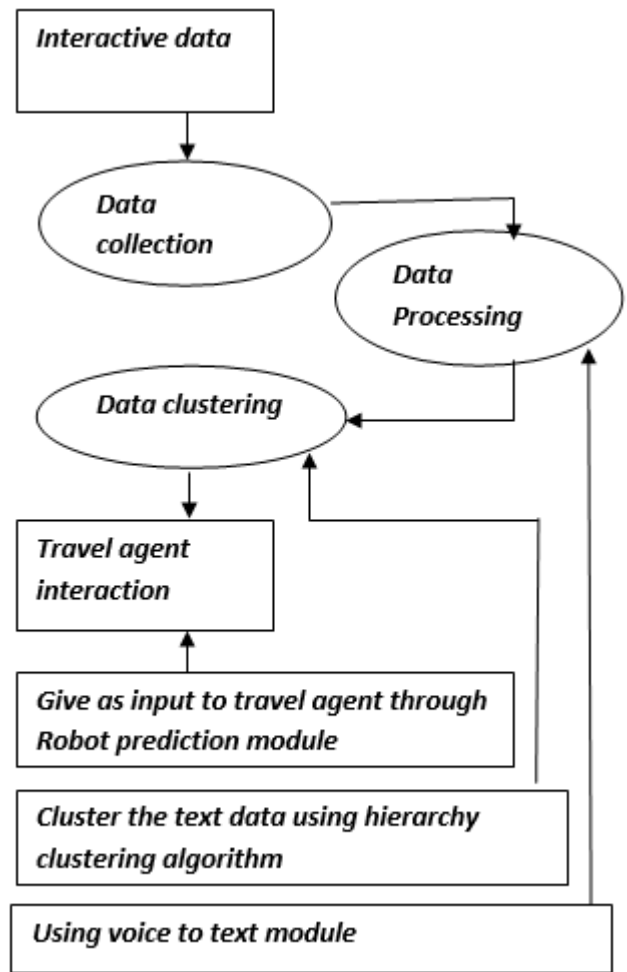 Interactive data
Data
collection
Data
Processing
Data clustering
Travel agent
interaction
Give as input to travel agent through
Robot prediction module
Cluster the text data using hierarchy
clustering algorithm
Using voice to text module